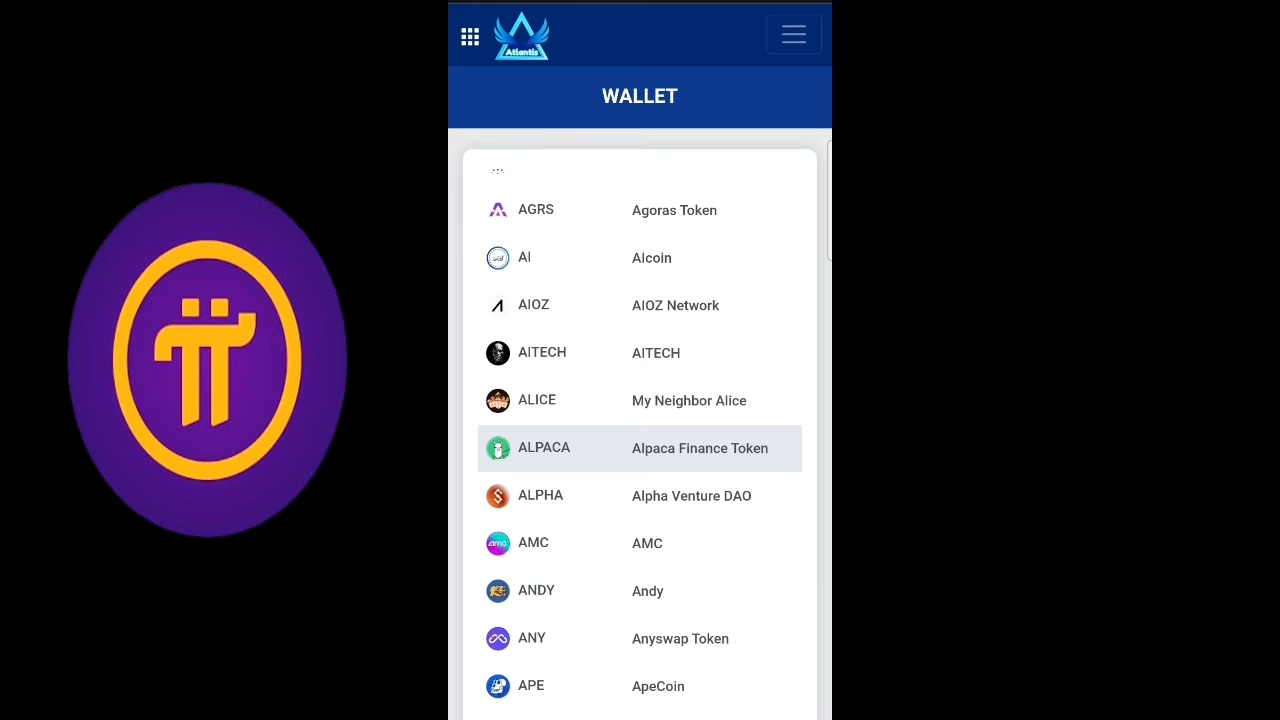 Atlantis
WALLET
AGRS Agoras Token
AI AIcoin
AIOZ AIOZ Network
AITECH AITECH
ALICE My Neighbor Alice
ALPACA Alpaca Finance Token
ALPHA Alpha Venture DAO
amc AMC AMC
ANDY Andy
ANY Anyswap Token
APE ApeCoin